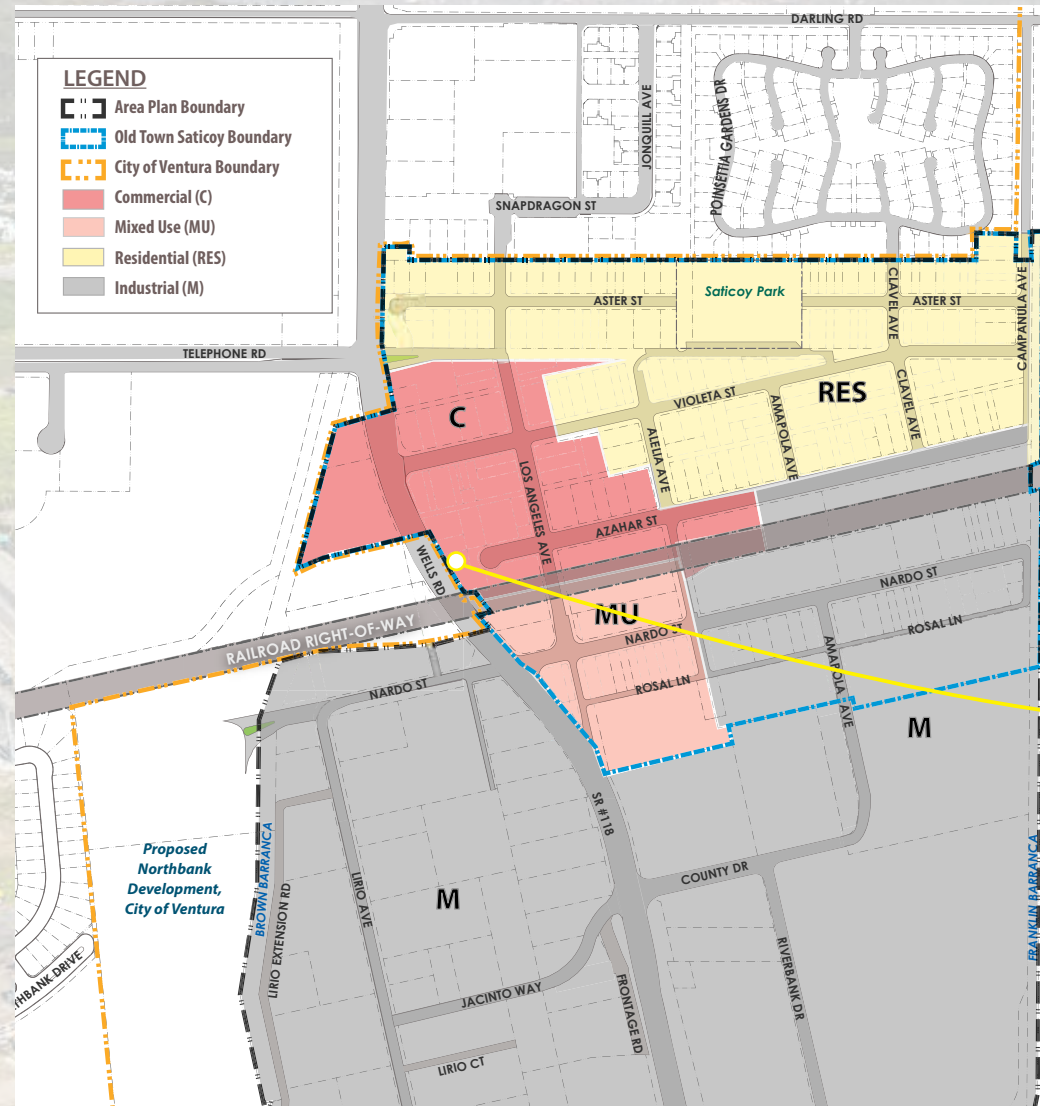 DARLING RD
LEGEND
Area Plan Boundary
Old Town Saticoy Boundary
City of Ventura Boundary
Commercial (C)
Mixed Use (MU)
Residential (RES)
Industrial (M)
JONQUILL AVE
POINSETTIA GARDENS DR
SNAPDRAGON ST
CLAVEL AVE
CAMPANULA AVE
Saticoy Park
ASTER ST
ASTER ST
TELEPHONE RD
VIOLETA ST
RES
AMAPOLA AVE
CLAVEL AVE
C
ALELIA AVE
LOS ANGELES AVE
AZAHAR ST
WELLS RD
NARDO ST
MU
RAILROAD RIGHT-OF-WAY
NARDO ST
ROSAL LN
AMAPOLA AVE
NARDO ST
ROSAL LN
M
SR #118
Proposed
Northbank
Development,
City of Ventura
BROWN BARRANCA
LIRIO EXTENSION RD
LIRIO AVE
M
COUNTY DR
FRANKLIN BARRANCA
THBANK DRIVE
JACINTO WAY
FRONTAGE RD
RIVERBANK DR
LIRIO CT